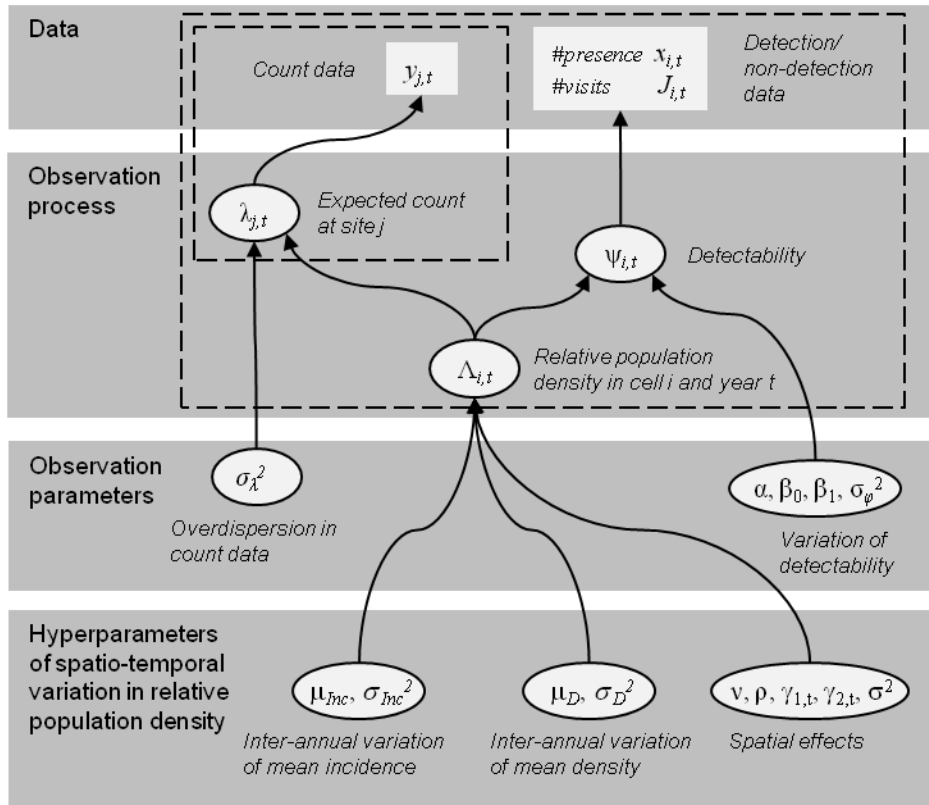 Data
Count data
y_{j,t}
#presence x_{i,t}
#visits J_{i,t}
Detection/
non-detection
data
Observation
process
λ_{j,t}
Expected count
at site j
ψ_{i,t}
Detectability
Λ_{i,t}
Relative population
density in cell i and year t
Observation
parameters
σ_λ^2
Overdispersion in
count data
α, β_0, β_1, σ_φ^2
Variation of
detectability
Hyperparameters
of spatio-temporal
variation in relative
population density
μ_{Inc}, σ_{Inc}^2
Inter-annual variation
of mean incidence
μ_D, σ_D^2
Inter-annual variation
of mean density
ν, ρ, γ_{1,t}, γ_{2,t}, σ^2
Spatial effects